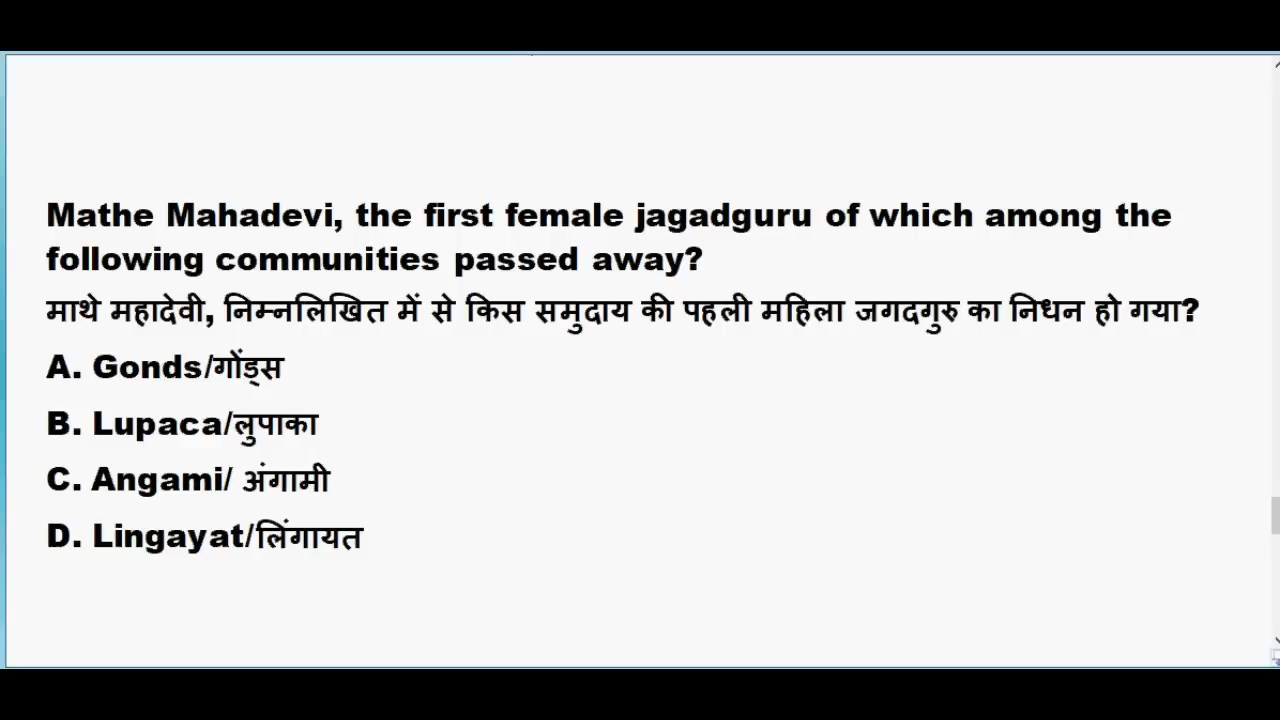 Mathe Mahadevi, the first female jagadguru of which among the
following communities passed away?
माथे महादेवी, निम्नलिखित में से किस समुदाय की पहली महिला जगदगुरु का निधन हो गया?
A. Gonds/गोंड्स
B. Lupaca/लुपाका
C. Angami/ अंगामी
D. Lingayat/लिंगायत